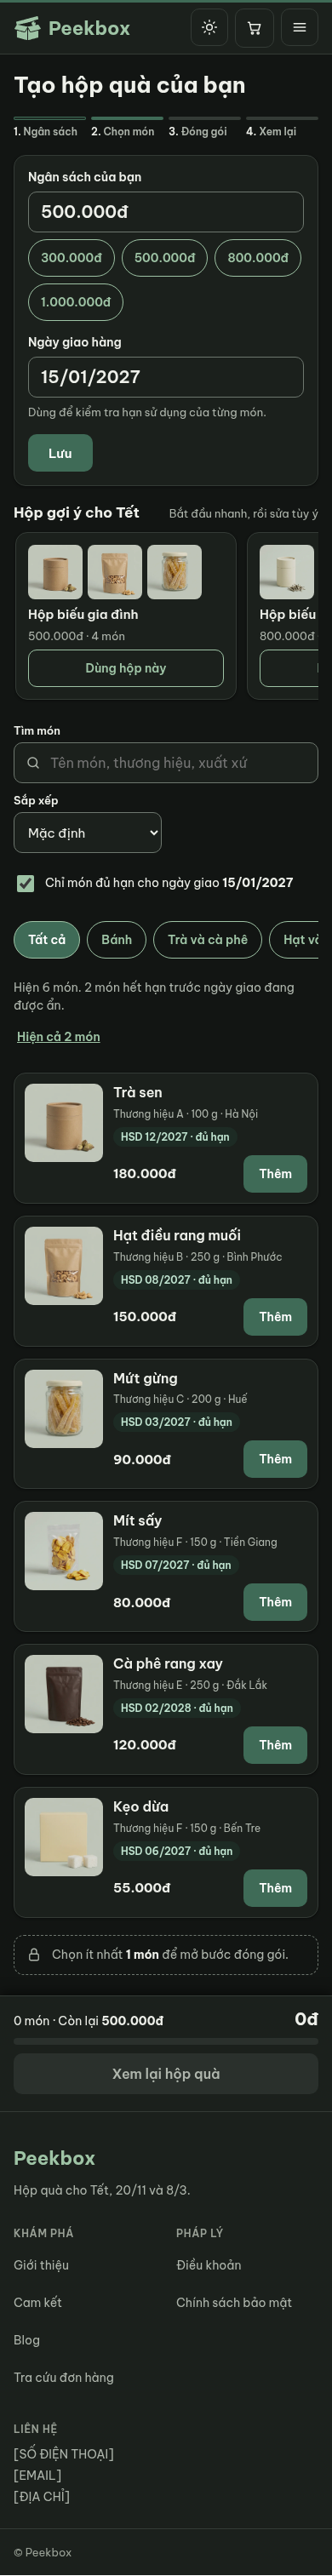 Peekbox
Tạo hộp quà của bạn
1. Ngân sách
2. Chọn món
3. Đóng gói
4. Xem lại
Ngân sách của bạn
500.000đ
300.000đ
500.000đ
800.000đ
1.000.000đ
Ngày giao hàng
15/01/2027
Dùng để kiểm tra hạn sử dụng của từng món.
Lưu
Hộp gợi ý cho Tết
Bắt đầu nhanh, rồi sửa tùy ý
Hộp biếu gia đình
500.000đ · 4 món
Dùng hộp này
Hộp biếu
800.000đ
Tìm món
Tên món, thương hiệu, xuất xứ
Sắp xếp
Mặc định
Chỉ món đủ hạn cho ngày giao 15/01/2027
Tất cả
Bánh
Trà và cà phê
Hạt và
Hiện 6 món. 2 món hết hạn trước ngày giao đang
được ẩn.
Hiện cả 2 món
Trà sen
Thương hiệu A · 100 g · Hà Nội
HSD 12/2027 · đủ hạn
180.000đ
Thêm
Hạt điều rang muối
Thương hiệu B · 250 g · Bình Phước
HSD 08/2027 · đủ hạn
150.000đ
Thêm
Mứt gừng
Thương hiệu C · 200 g · Huế
HSD 03/2027 · đủ hạn
90.000đ
Thêm
Mít sấy
Thương hiệu F · 150 g · Tiền Giang
HSD 07/2027 · đủ hạn
80.000đ
Thêm
Cà phê rang xay
Thương hiệu E · 250 g · Đắk Lắk
HSD 02/2028 · đủ hạn
120.000đ
Thêm
Kẹo dừa
Thương hiệu F · 150 g · Bến Tre
HSD 06/2027 · đủ hạn
55.000đ
Thêm
Chọn ít nhất 1 món để mở bước đóng gói.
0 món · Còn lại 500.000đ
0đ
Xem lại hộp quà
Peekbox
Hộp quà cho Tết, 20/11 và 8/3.
KHÁM PHÁ
Giới thiệu
Cam kết
Blog
Tra cứu đơn hàng
PHÁP LÝ
Điều khoản
Chính sách bảo mật
LIÊN HỆ
[SỐ ĐIỆN THOẠI]
[EMAIL]
[ĐỊA CHỈ]
© Peekbox